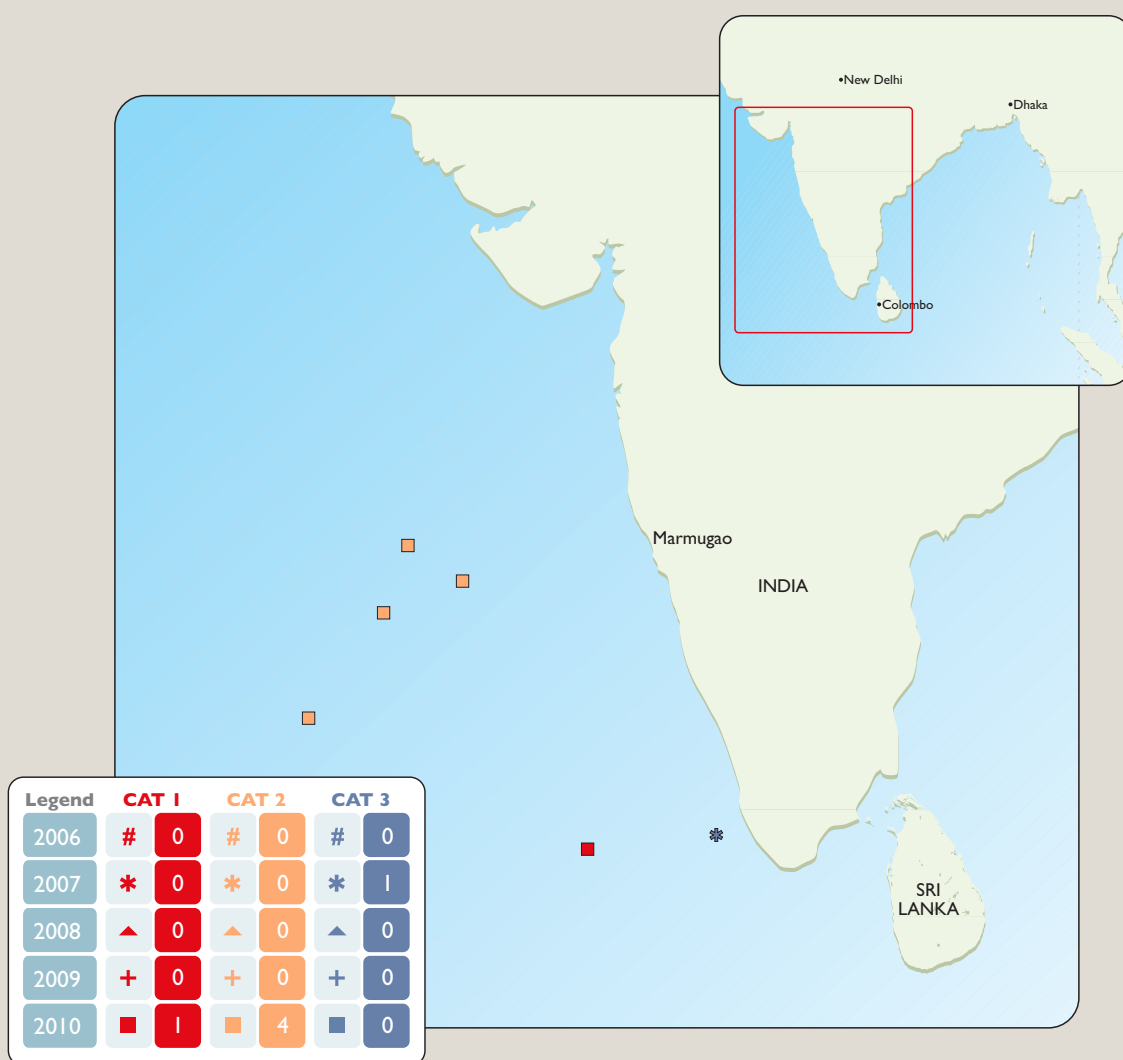 •New Delhi
•Dhaka
•Colombo
Marmugao
INDIA
SRI
LANKA
Legend CAT 1 CAT 2 CAT 3
2006 # 0 # 0 # 0
2007 * 0 * 0 * 1
2008 ▲ 0 ▲ 0 ▲ 0
2009 + 0 + 0 + 0
2010 ■ 1 ■ 4 ■ 0